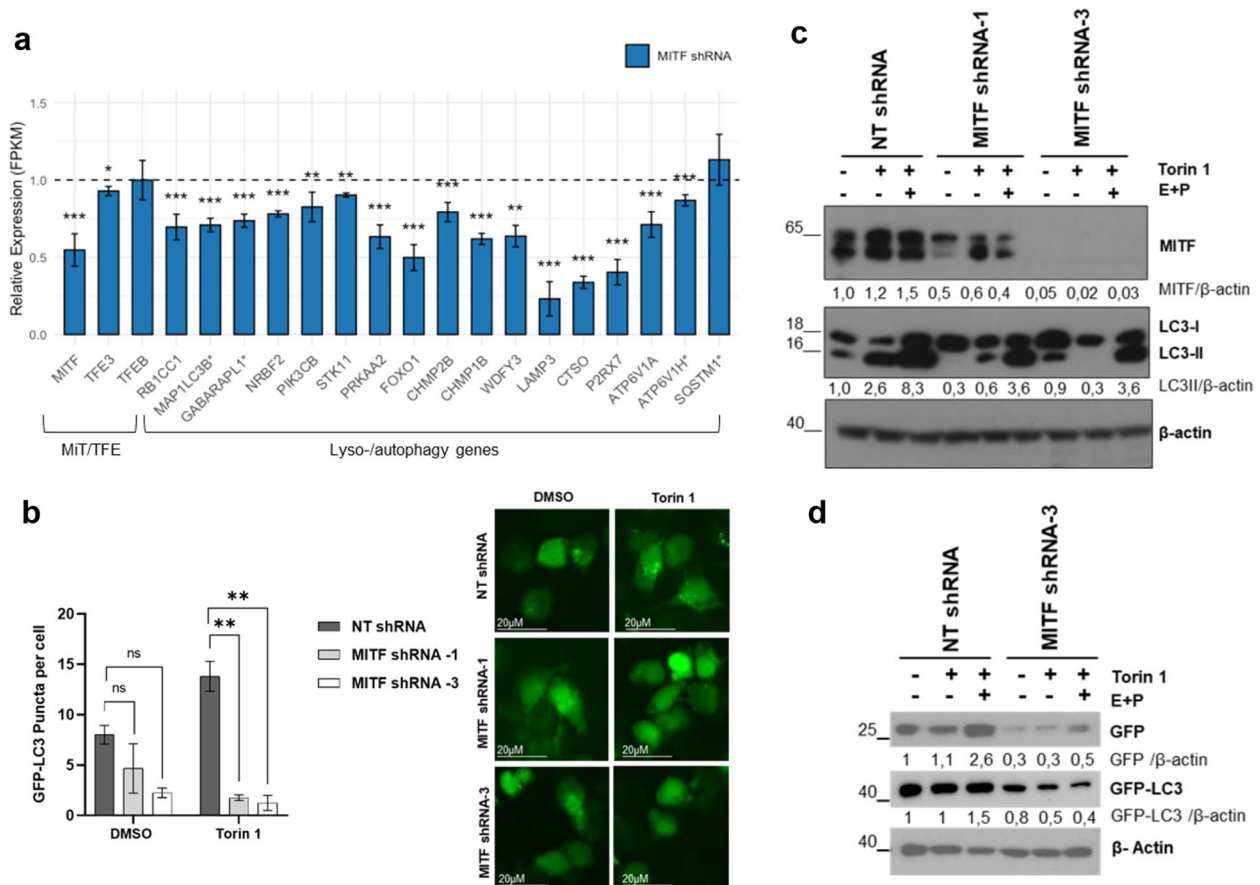 a
MITF shRNA
Relative Expression (FPKM)
1.5
1.0
0.5
0.0
***
*
***
***
***
***
**
**
***
***
***
***
**
***
***
***
***
***
MITF
TFE3
TFEB
RB1CC1
MAP1LC3B*
GABARAPL1*
NRBF2
PIK3CB
STK11
PRKAA2
FOXO1
CHMP2B
CHMP1B
WDFY3
LAMP3
CTSO
P2RX7
ATP6V1A
ATP6V1H*
SQSTM1*
MiT/TFE
Lyso-/autophagy genes
b
GFP-LC3 Puncta per cell
20
15
10
5
0
ns
ns
**
**
DMSO
Torin 1
NT shRNA
MITF shRNA -1
MITF shRNA -3
DMSO
Torin 1
NT shRNA
20µM
20µM
MITF shRNA-1
20µM
20µM
MITF shRNA-3
20µM
20µM
c
NT shRNA
MITF shRNA-1
MITF shRNA-3
- + + - + + - + + Torin 1
- - + - - + - - + E+P
65
MITF
1,0 1,2 1,5 0,5 0,6 0,4 0,05 0,02 0,03 MITF/β-actin
18
16
LC3-I
LC3-II
1,0 2,6 8,3 0,3 0,6 3,6 0,9 0,3 3,6 LC3II/β-actin
40
β-actin
d
NT shRNA
MITF shRNA-3
- + + - + + Torin 1
- - + - - + E+P
25
GFP
1 1,1 2,6 0,3 0,3 0,5 GFP /β-actin
40
GFP-LC3
1 1 1,5 0,8 0,5 0,4 GFP-LC3 /β-actin
40
β- Actin